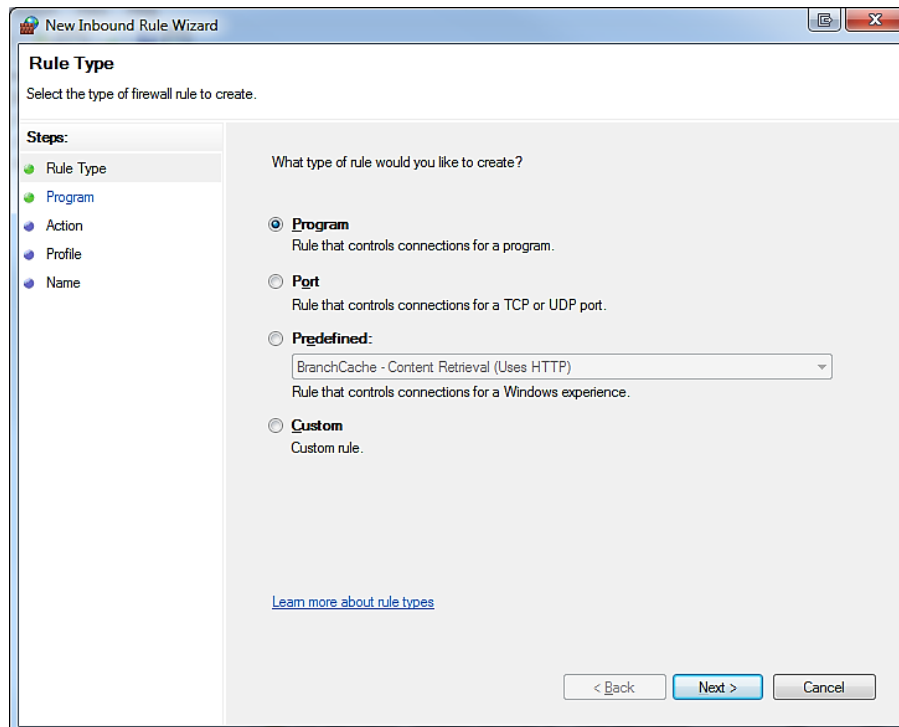 New Inbound Rule Wizard
Rule Type
Select the type of firewall rule to create.
Steps:
Rule Type
Program
Action
Profile
Name
What type of rule would you like to create?
Program
Rule that controls connections for a program.
Port
Rule that controls connections for a TCP or UDP port.
Predefined:
BranchCache - Content Retrieval (Uses HTTP)
Rule that controls connections for a Windows experience.
Custom
Custom rule.
Learn more about rule types
< Back Next > Cancel